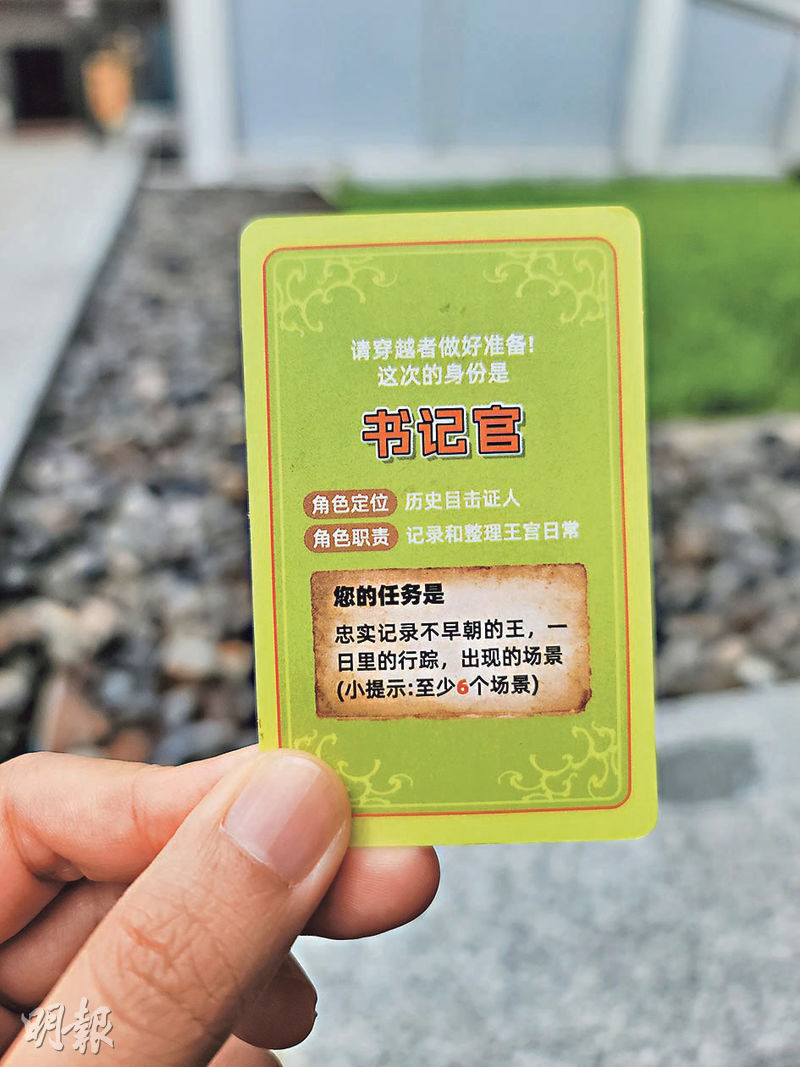 请穿越者做好准备!
这次的身份是
书记官
角色定位 历史目击证人
角色职责 记录和整理王宫日常
您的任务是
忠实记录不早朝的王，一
日里的行踪，出现的场景
(小提示:至少6个场景)
明報